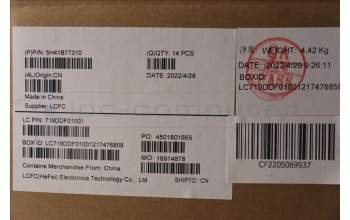 (P)P/N: 5H41B77310
(Q)QTY: 14 PCS
(4L)Origin:CN
DATE: 2022/4/28
Made in China
Supplier: LCFC
净重 WEIGHT: 4.42 Kg
DATE: 2022/4/29 9:26:11
BOXID:
LC719DDF01001217476858
LC P/N: 719DDF01001
PO: 4501801665
BOX ID: LC719DDF01001217476858
MO: 16914878
Contains Merchandise From: China
LCFC(HeFei) Electronics Technology Co., Ltd
SHIPTO: CN
CF2205069937